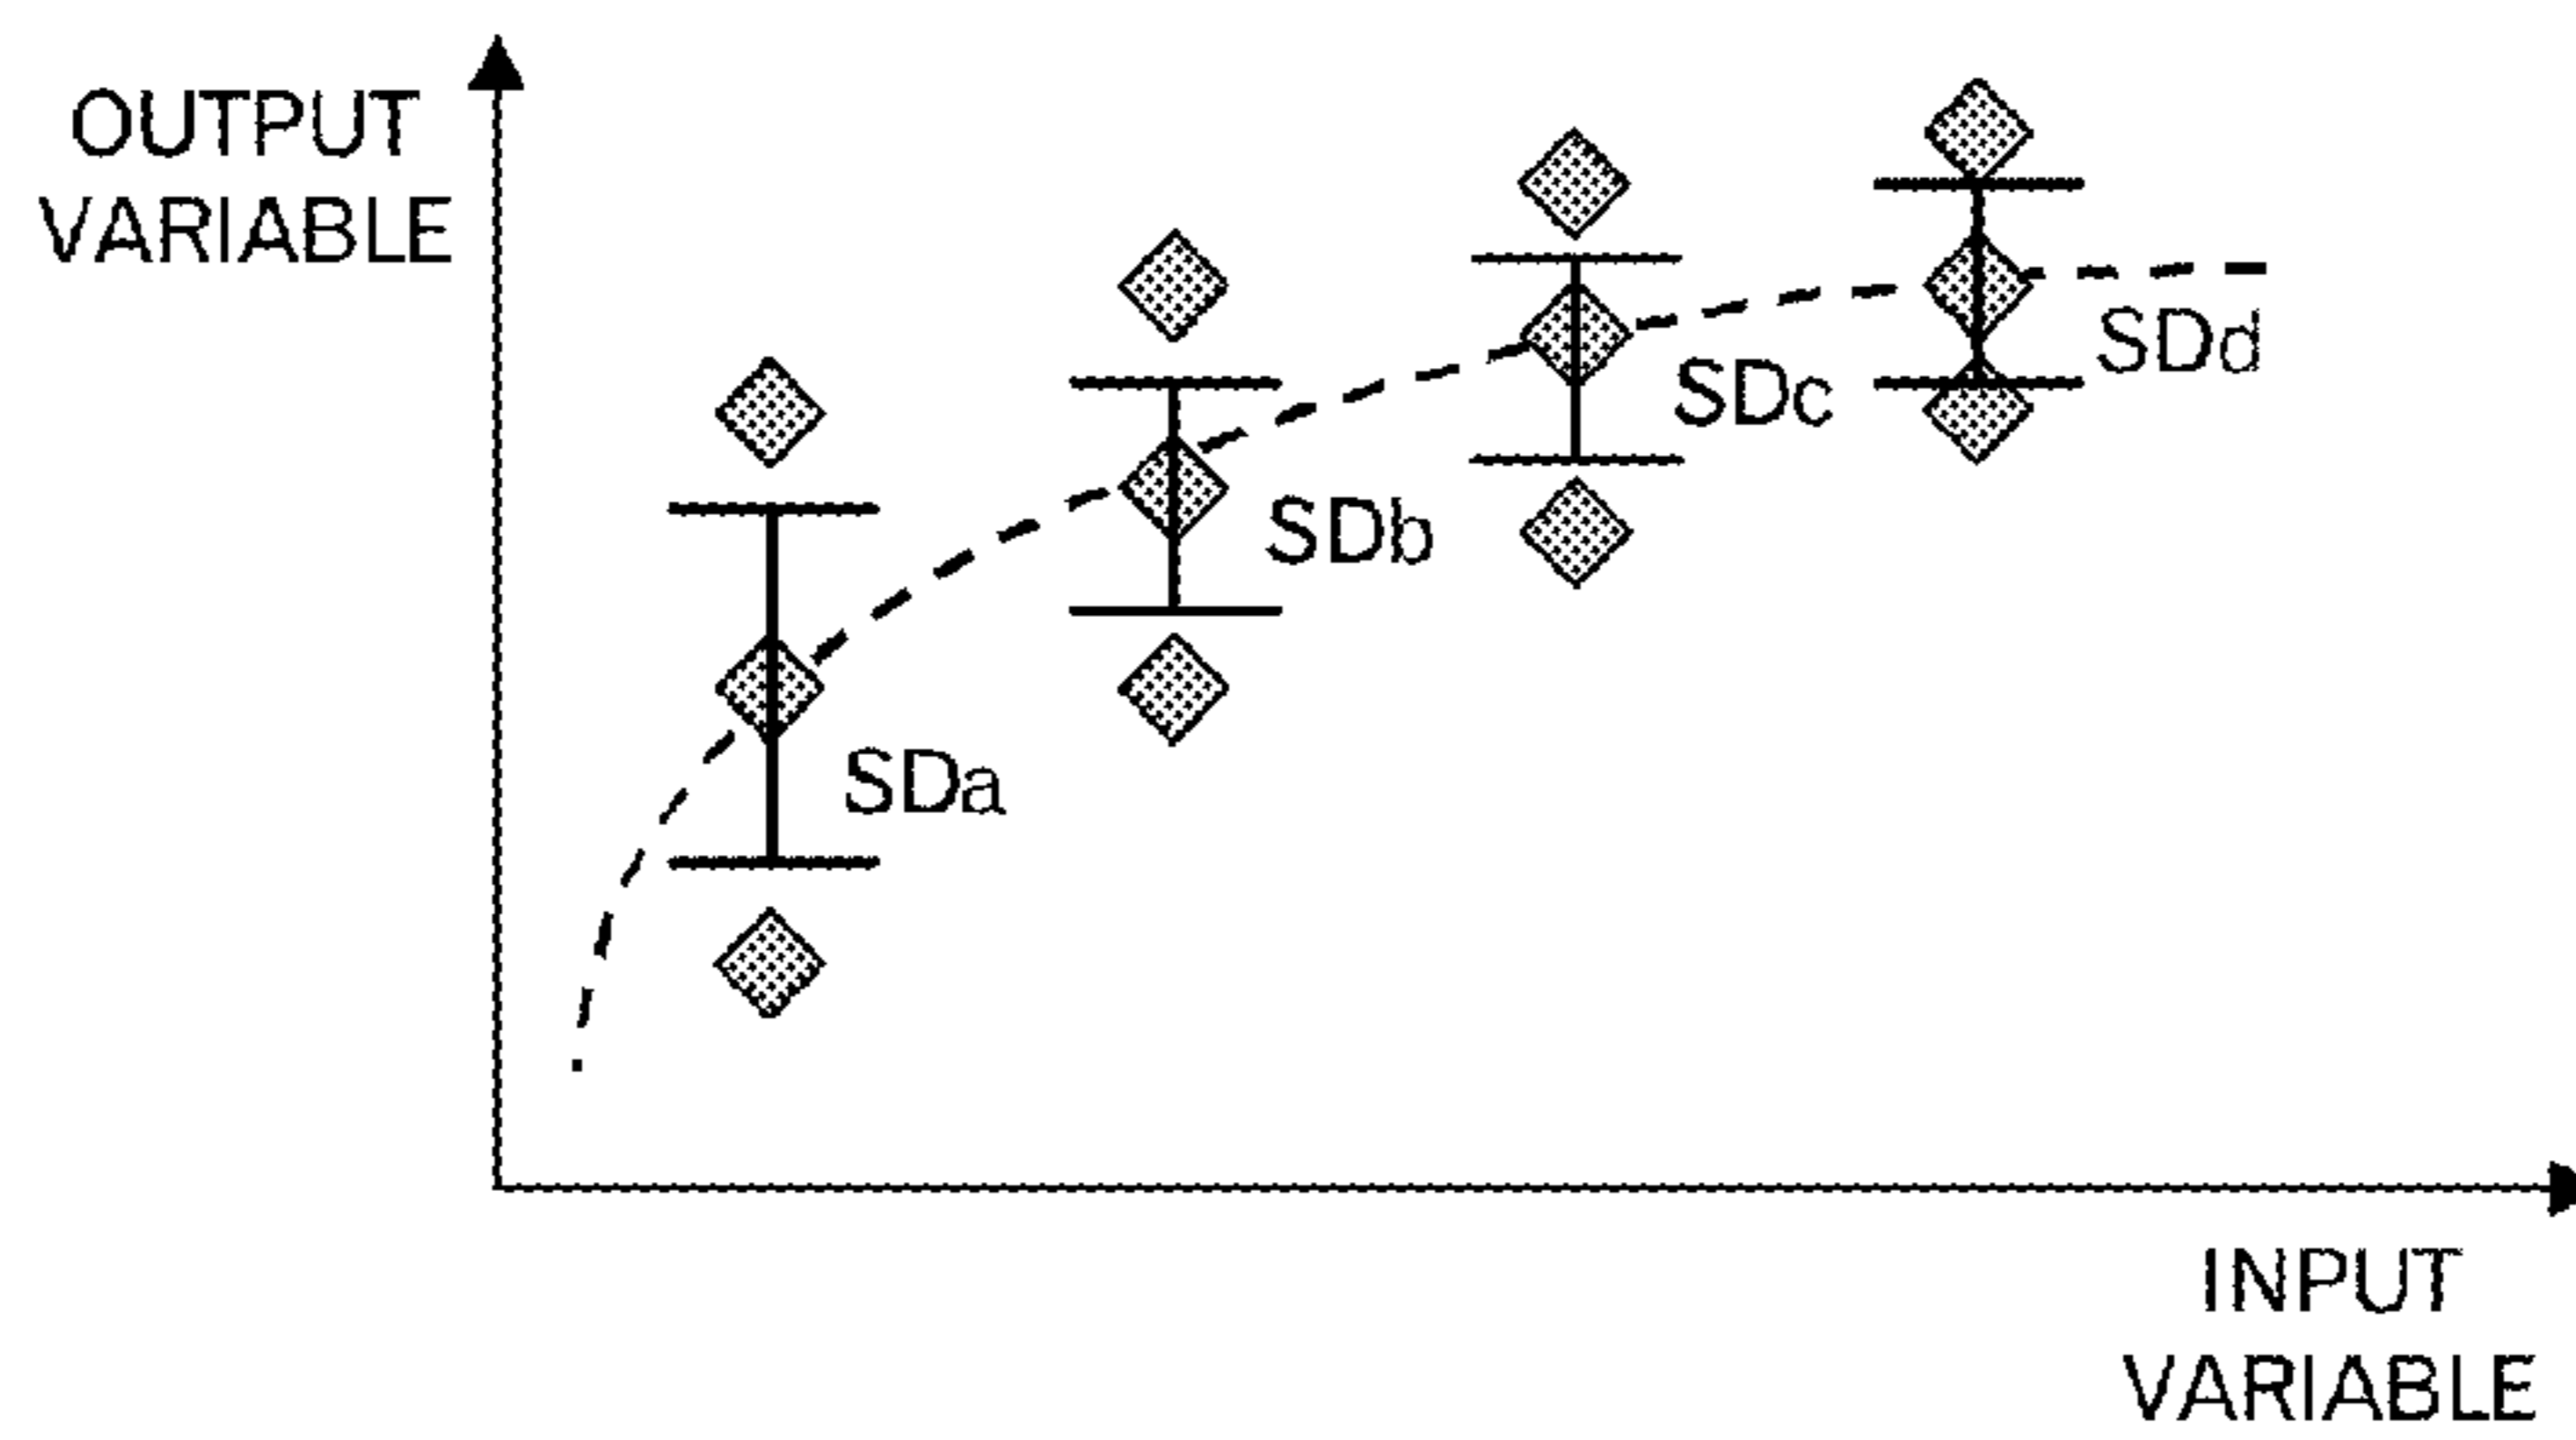 OUTPUT
VARIABLE
SDa
SDb
SDc
SDd
INPUT
VARIABLE